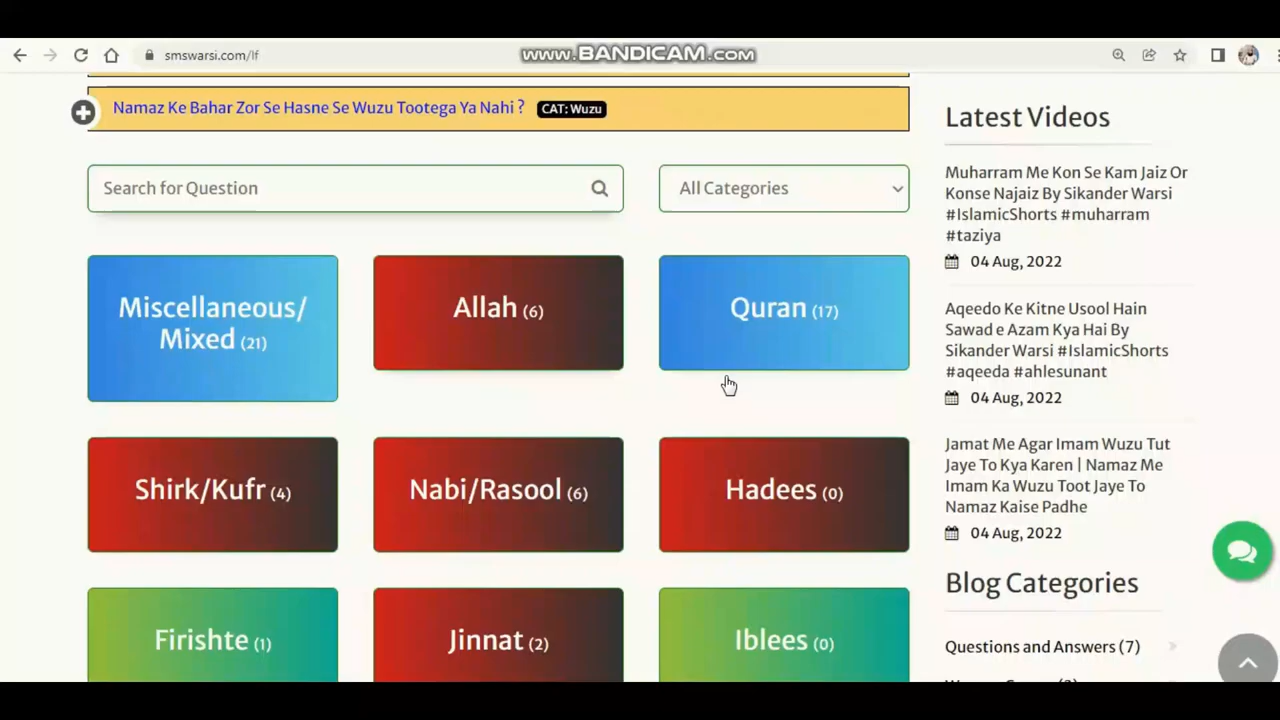 smswarsi.com/lf
WWW.BANDICAM.COM
Namaz Ke Bahar Zor Se Hasne Se Wuzu Tootega Ya Nahi ? CAT: Wuzu
Search for Question
All Categories
Miscellaneous/
Mixed (21)
Allah (6)
Quran (17)
Shirk/Kufr (4)
Nabi/Rasool (6)
Hadees (0)
Firishte (1)
Jinnat (2)
Iblees (0)
Latest Videos
Muharram Me Kon Se Kam Jaiz Or
Konse Najaiz By Sikander Warsi
#IslamicShorts #muharram
#taziya
04 Aug, 2022
Aqeedo Ke Kitne Usool Hain
Sawad e Azam Kya Hai By
Sikander Warsi #IslamicShorts
#aqeeda #ahlesunant
04 Aug, 2022
Jamat Me Agar Imam Wuzu Tut
Jaye To Kya Karen | Namaz Me
Imam Ka Wuzu Toot Jaye To
Namaz Kaise Padhe
04 Aug, 2022
Blog Categories
Questions and Answers (7)